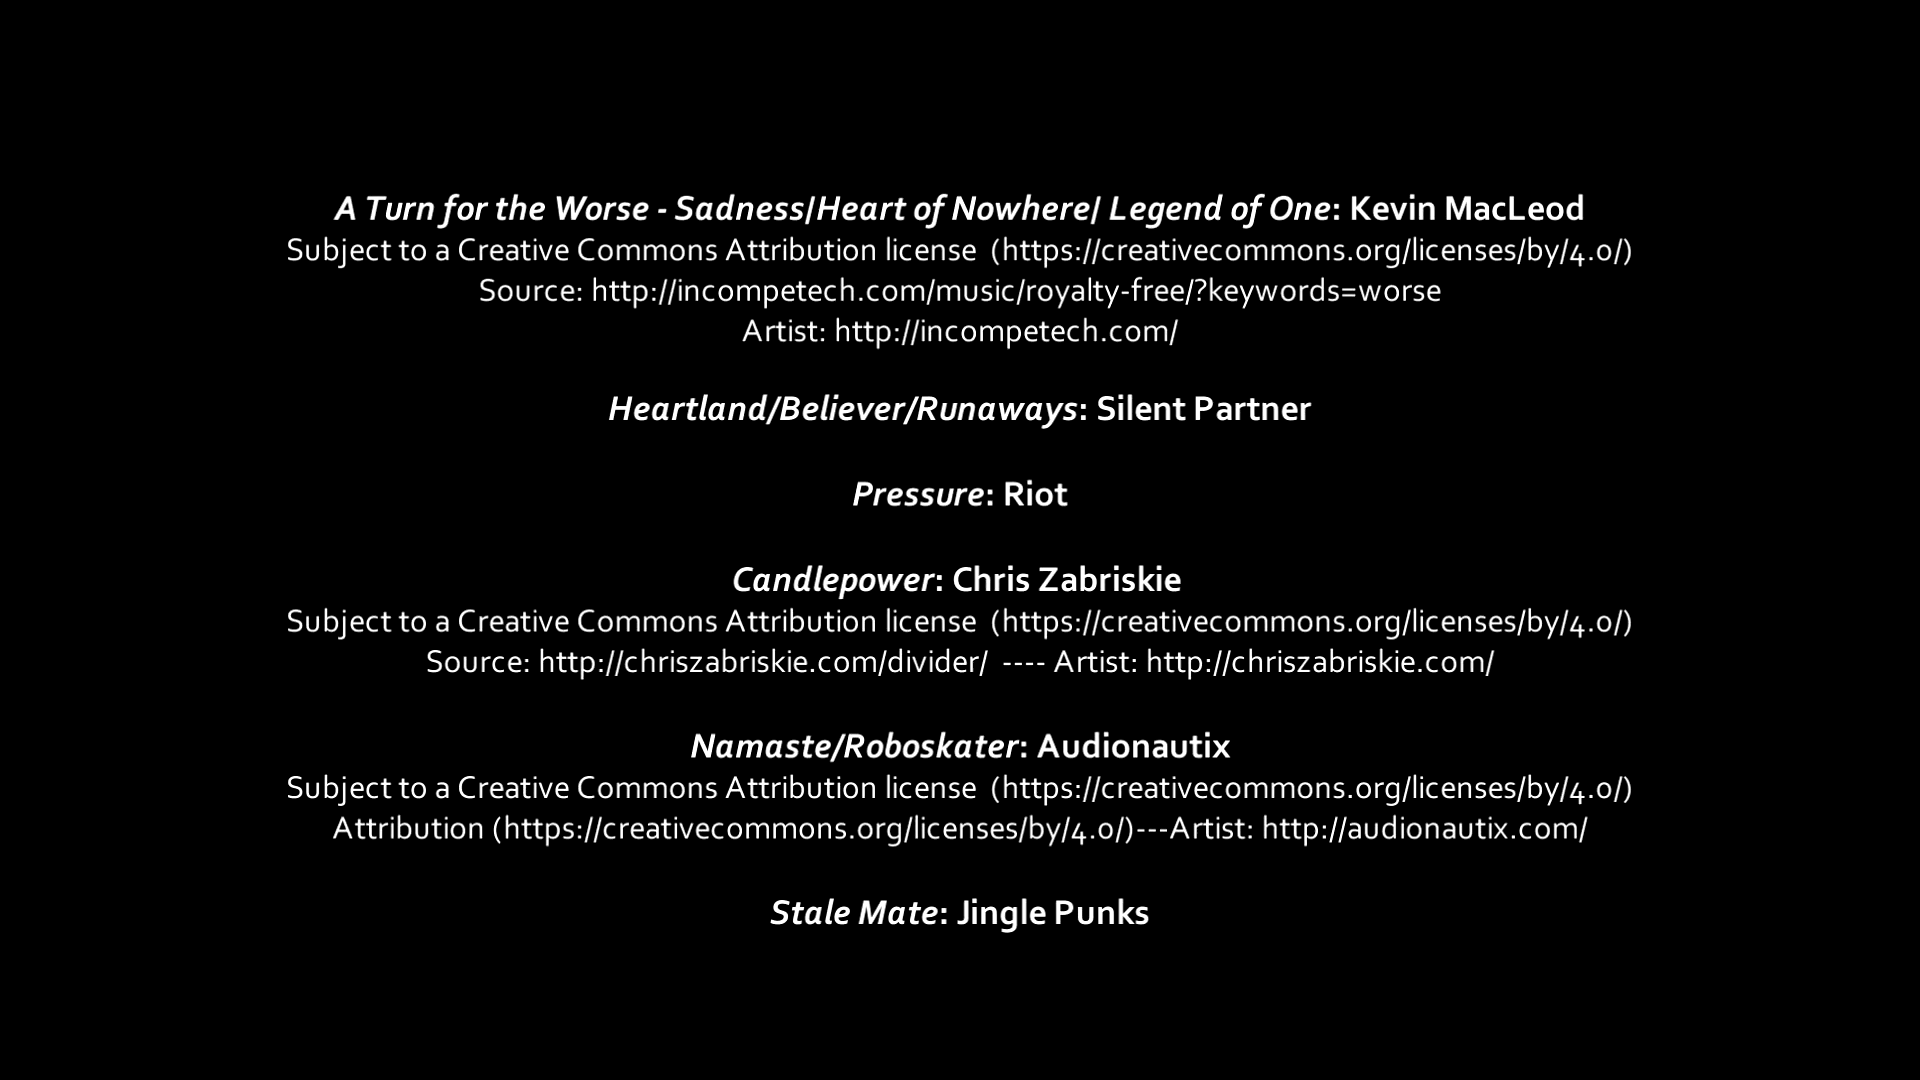 A Turn for the Worse - Sadness/Heart of Nowhere/ Legend of One: Kevin MacLeod
Subject to a Creative Commons Attribution license  (https://creativecommons.org/licenses/by/4.0/)
Source: http://incompetech.com/music/royalty-free/?keywords=worse
Artist: http://incompetech.com/
Heartland/Believer/Runaways: Silent Partner
Pressure: Riot
Candlepower: Chris Zabriskie
Subject to a Creative Commons Attribution license  (https://creativecommons.org/licenses/by/4.0/)
Source: http://chriszabriskie.com/divider/  ---- Artist: http://chriszabriskie.com/
Namaste/Roboskater: Audionautix
Subject to a Creative Commons Attribution license  (https://creativecommons.org/licenses/by/4.0/)
Attribution (https://creativecommons.org/licenses/by/4.0/)---Artist: http://audionautix.com/
Stale Mate: Jingle Punks